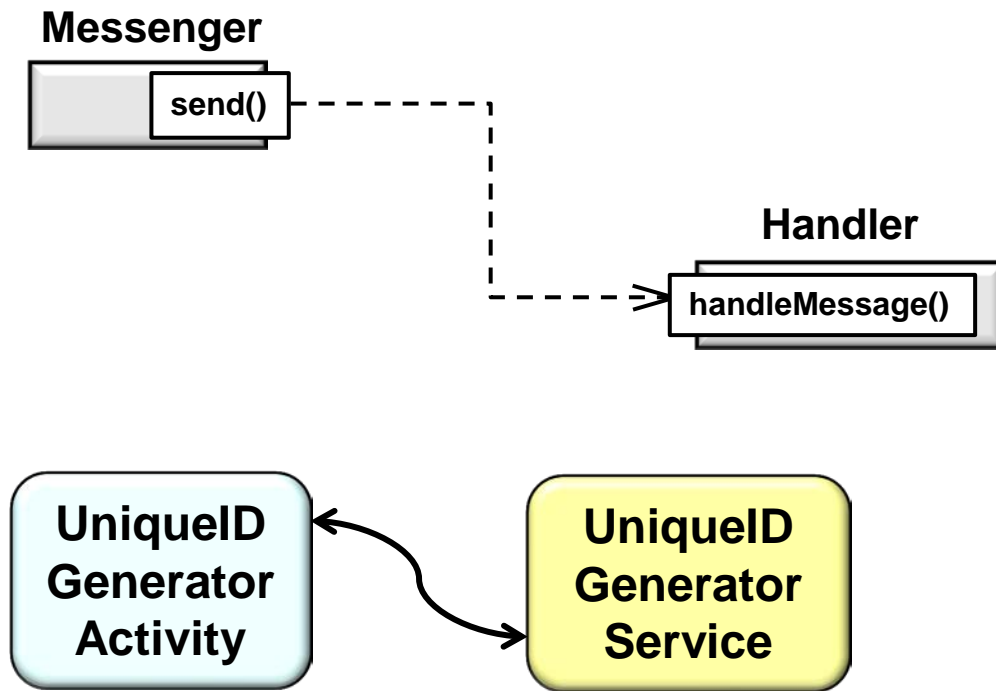 Messenger
send()
Handler
handleMessage()
UniqueID
Generator
Activity
UniqueID
Generator
Service